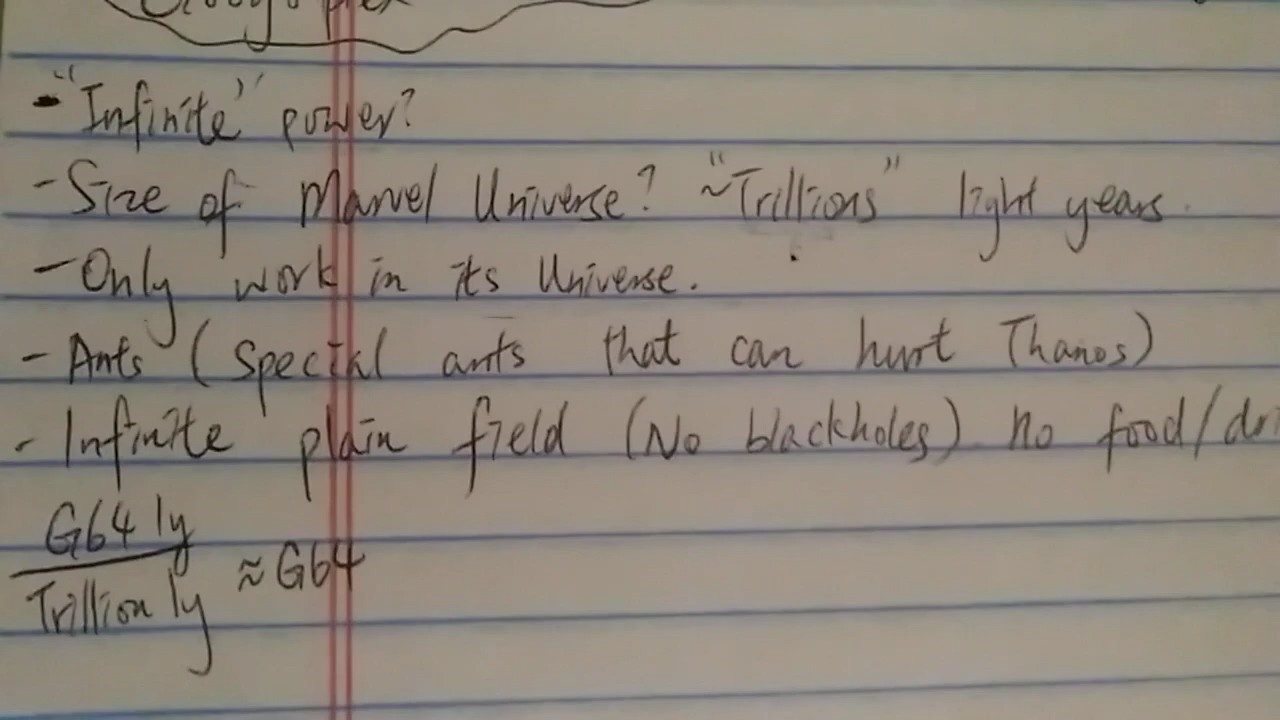 - "Infinite" power?
- Size of Marvel Universe? ~"Trillions" light years.
- Only work in its Universe.
- Ants (Special ants that can hurt Thanos)
- Infinite plain field (No blackholes) no food/
G64 ly
Trillion ly ≈ G64